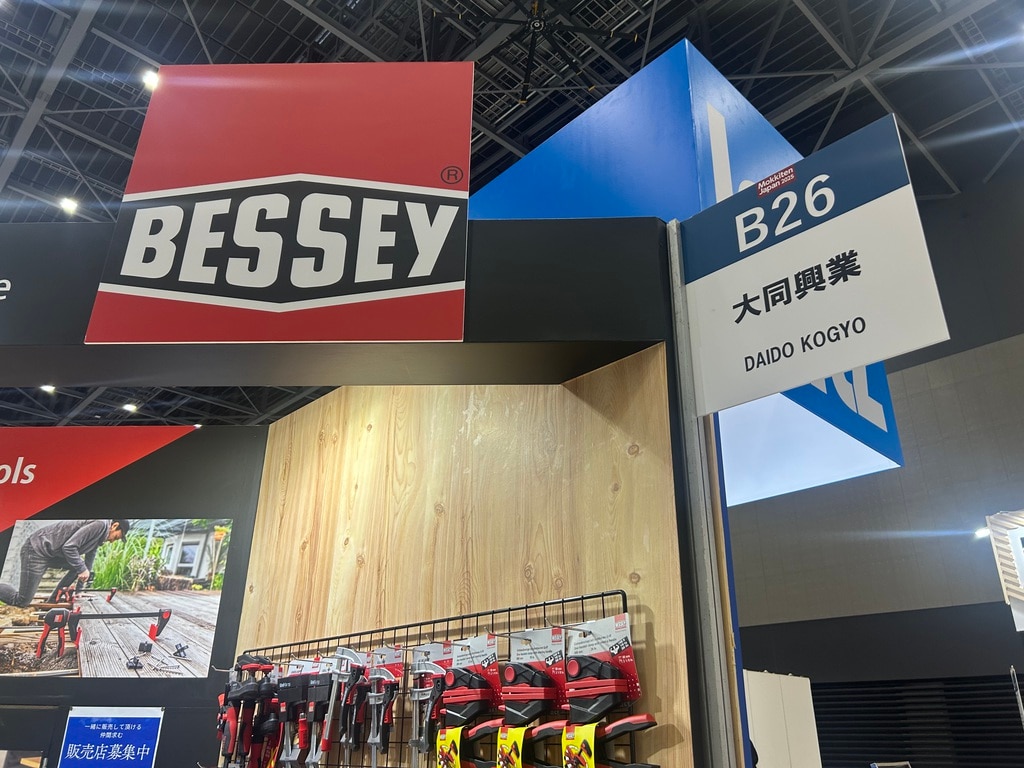 BESSEY
®
Mokkiten
Japan 2025
B26
大同興業
DAIDO KOGYO
e
ols
一緒に販売して頂ける
仲間求む
販売店募集中